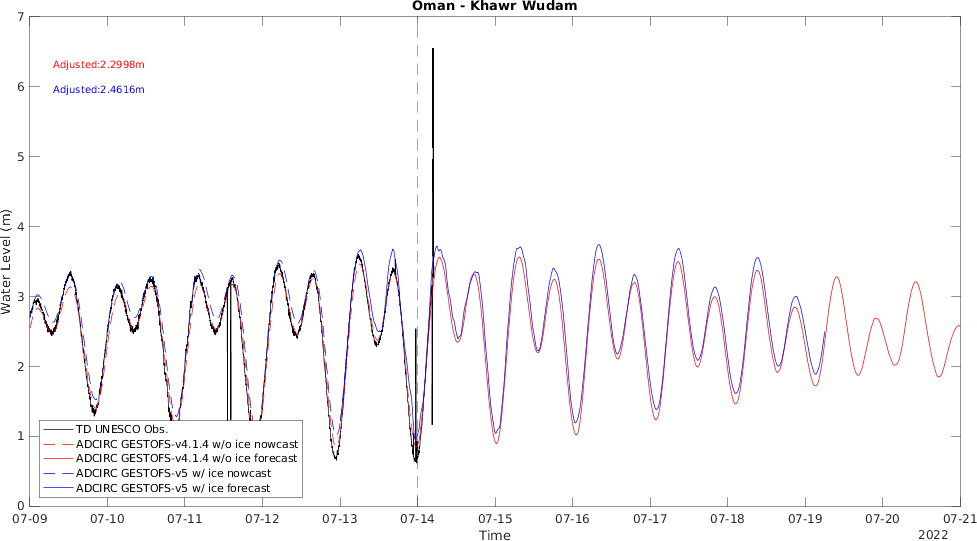 Oman - Khawr Wudam
7
Adjusted:2.2998m
6
Adjusted:2.4616m
5
4
Water Level (m)
3
2
1
TD UNESCO Obs.
ADCIRC GESTOFS-v4.1.4 w/o ice nowcast
ADCIRC GESTOFS-v4.1.4 w/o ice forecast
ADCIRC GESTOFS-v5 w/ ice nowcast
ADCIRC GESTOFS-v5 w/ ice forecast
0
07-09 07-10 07-11 07-12 07-13 07-14 07-15 07-16 07-17 07-18 07-19 07-20 07-21
Time
2022